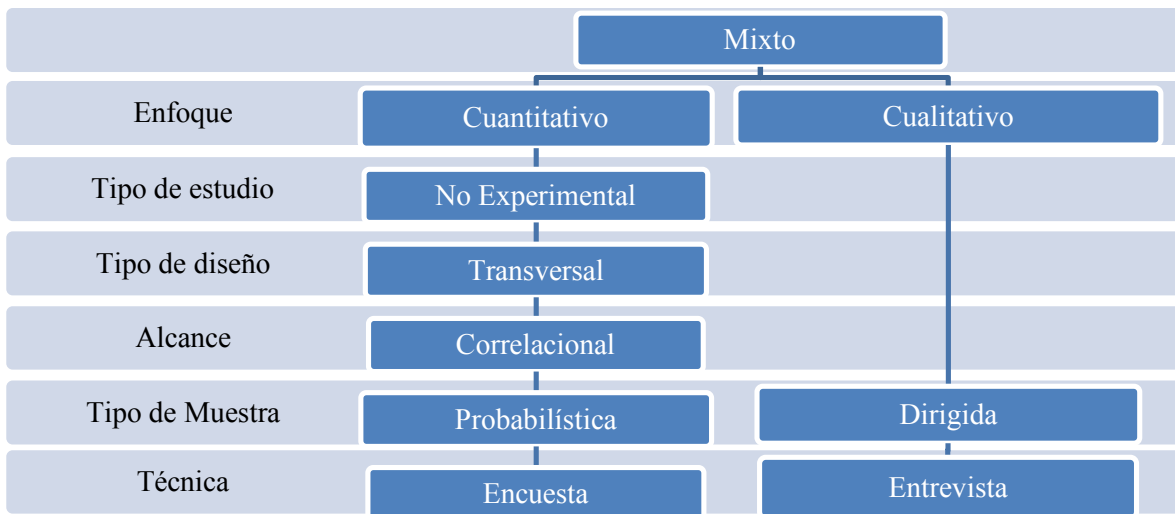 Mixto
Enfoque
Cuantitativo
Cualitativo
Tipo de estudio
No Experimental
Tipo de diseño
Transversal
Alcance
Correlacional
Tipo de Muestra
Probabilística
Dirigida
Técnica
Encuesta
Entrevista